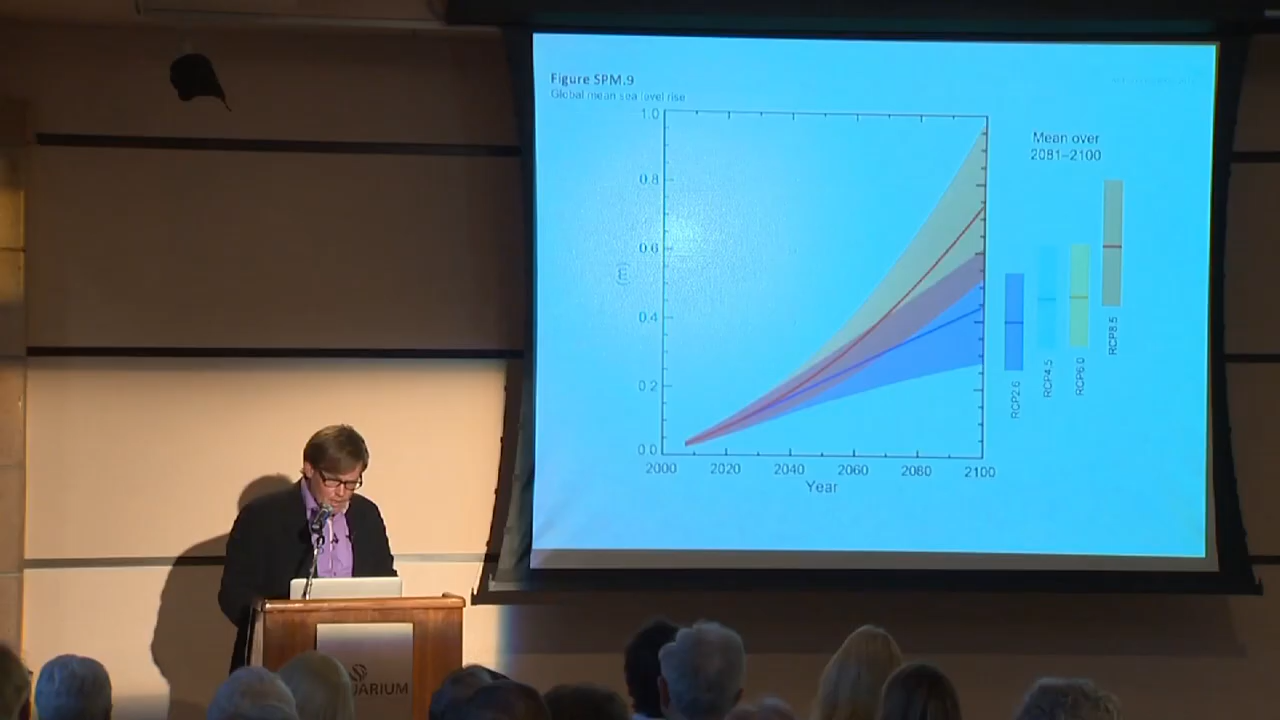 Figure SPM.9
Global mean sea level rise
1.0
0.8
0.6
0.4
0.2
0.0
(m)
2000 2020 2040 2060 2080 2100
Year
Mean over
2081–2100
RCP2.6
RCP4.5
RCP6.0
RCP8.5
UARIUM